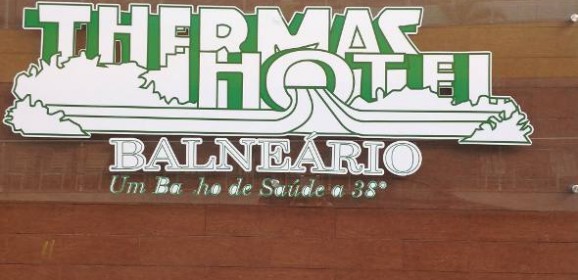 THERMAS
HOTEL
BALNEÁRIO
Um Ba ho de Saúde a 38°